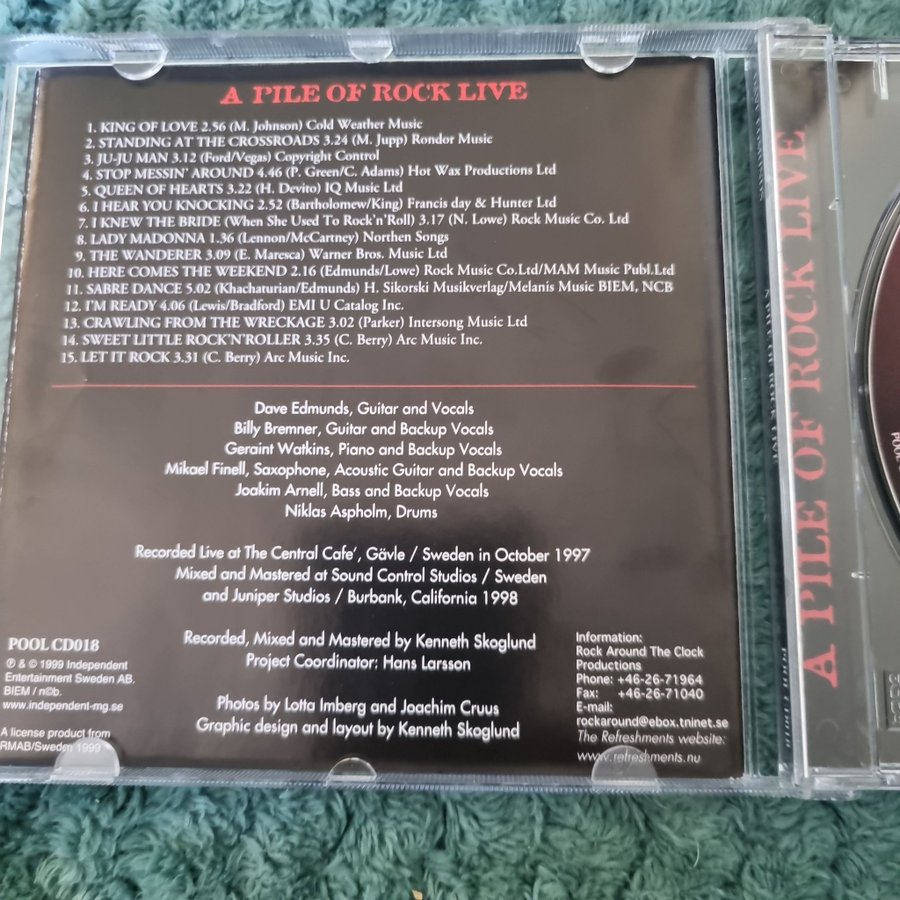 A PILE OF ROCK LIVE
1. KING OF LOVE 2.56 (M. Johnson) Cold Weather Music
2. STANDING AT THE CROSSROADS 3.24 (M. Jupp) Rondor Music
3. JU-JU MAN 3.12 (Ford/Vegas) Copyright Control
4. STOP MESSIN' AROUND 4.46 (P. Green/C. Adams) Hot Wax Productions Ltd
5. QUEEN OF HEARTS 3.22 (H. Devito) IQ Music Ltd
6. I HEAR YOU KNOCKING 2.52 (Bartholomew/King) Francis day & Hunter Ltd
7. I KNEW THE BRIDE (When She Used To Rock'n'Roll) 3.17 (N. Lowe) Rock Music Co. Ltd
8. LADY MADONNA 1.36 (Lennon/McCartney) Northen Songs
9. THE WANDERER 3.09 (E. Maresca) Warner Bros. Music Ltd
10. HERE COMES THE WEEKEND 2.16 (Edmunds/Lowe) Rock Music Co.Ltd/MAM Music Publ.Ltd
11. SABRE DANCE 5.02 (Khachaturian/Edmunds) H. Sikorski Musikverlag/Melanis Music BIEM, NCB
12. I'M READY 4.06 (Lewis/Bradford) EMI U Catalog Inc.
13. CRAWLING FROM THE WRECKAGE 3.02 (Parker) Intersong Music Ltd
14. SWEET LITTLE ROCK'N'ROLLER 3.35 (C. Berry) Arc Music Inc.
15. LET IT ROCK 3.31 (C. Berry) Arc Music Inc.
Dave Edmunds, Guitar and Vocals
Billy Bremner, Guitar and Backup Vocals
Geraint Watkins, Piano and Backup Vocals
Mikael Finell, Saxophone, Acoustic Guitar and Backup Vocals
Joakim Arnell, Bass and Backup Vocals
Niklas Aspholm, Drums
Recorded Live at The Central Cafe', Gävle / Sweden in October 1997
Mixed and Mastered at Sound Control Studios / Sweden
and Juniper Studios / Burbank, California 1998
Recorded, Mixed and Mastered by Kenneth Skoglund
Project Coordinator: Hans Larsson
Photos by Lotta Imberg and Joachim Cruus
Graphic design and layout by Kenneth Skoglund
POOL CD018
℗ & © 1999 Independent
Entertainment Sweden AB.
BIEM / n©b.
www.independent-mg.se
A license product from
RMAB/Swedm 1999
Information:
Rock Around The Clock
Productions
Phone: +46-26-71964
Fax: +46-26-71040
E-mail:
rockaround@ebox.tninet.se
The Refreshments website:
www.refreshments.nu
A PILE OF ROCK LIVE